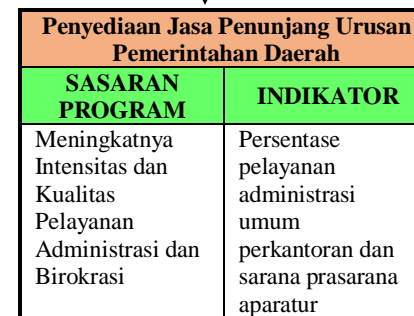 Penyediaan Jasa Penunjang Urusan
Pemerintahan Daerah
SASARAN
PROGRAM
INDIKATOR
Meningkatnya
Intensitas dan
Kualitas
Pelayanan
Administrasi dan
Birokrasi
Persentase
pelayanan
administrasi
umum
perkantoran dan
sarana prasarana
aparatur